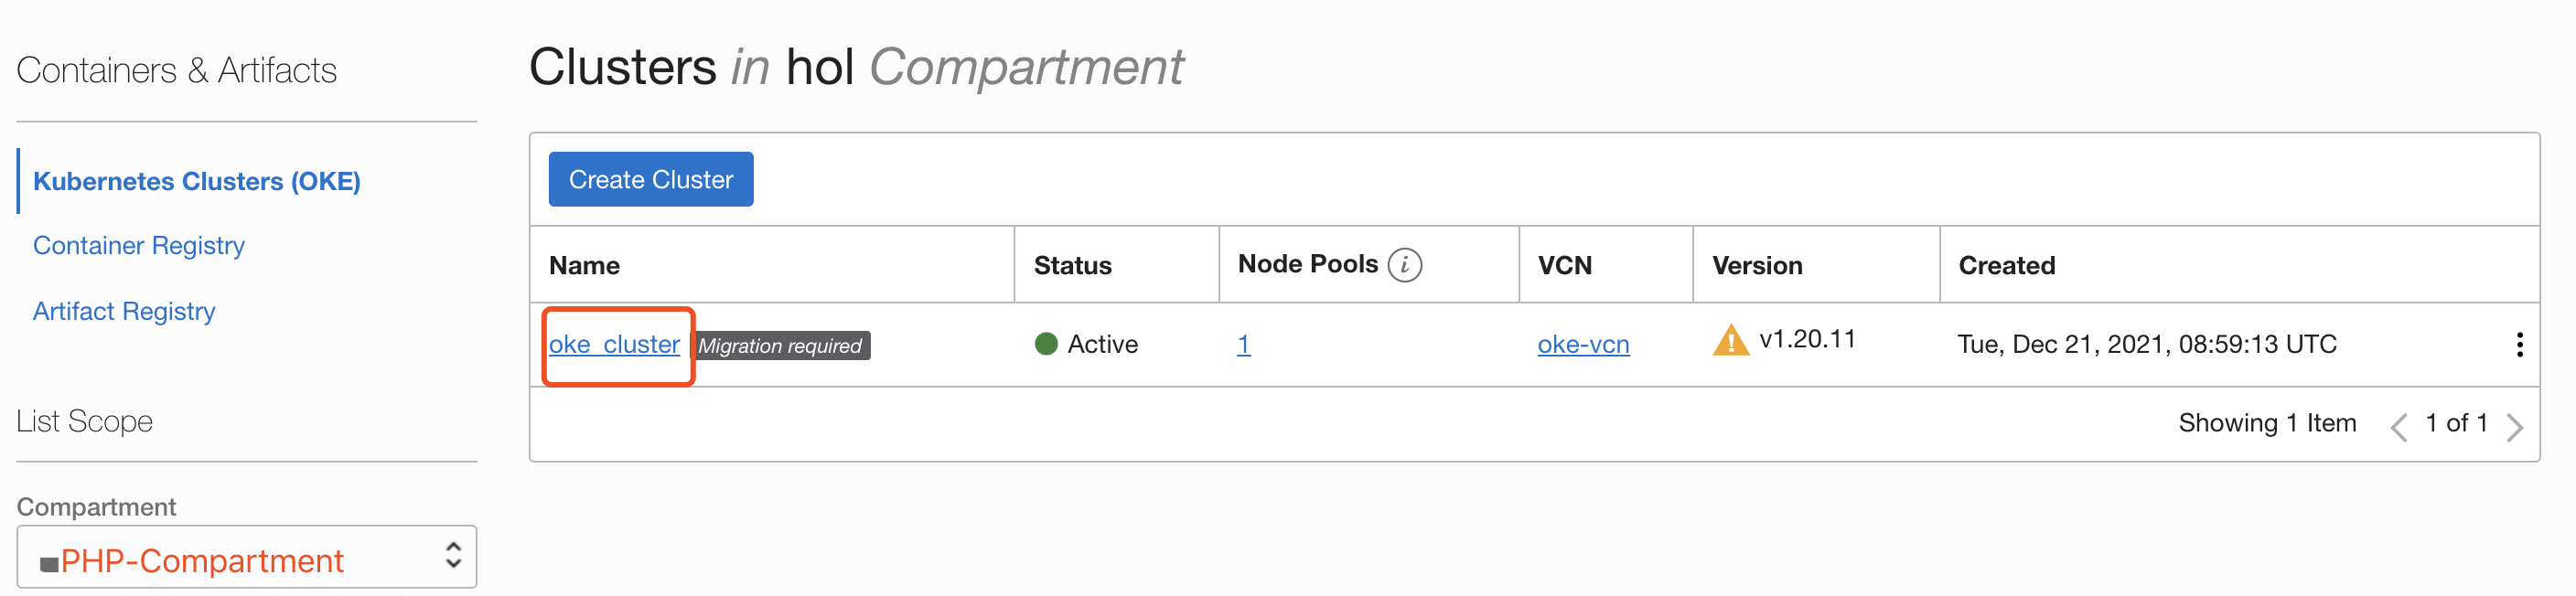 Containers & Artifacts
Kubernetes Clusters (OKE)
Container Registry
Artifact Registry
List Scope
Compartment
PHP-Compartment
Clusters in hol Compartment
Create Cluster
Name Status Node Pools i VCN Version Created
oke_cluster Migration required Active 1 oke-vcn v1.20.11 Tue, Dec 21, 2021, 08:59:13 UTC
Showing 1 Item 1 of 1